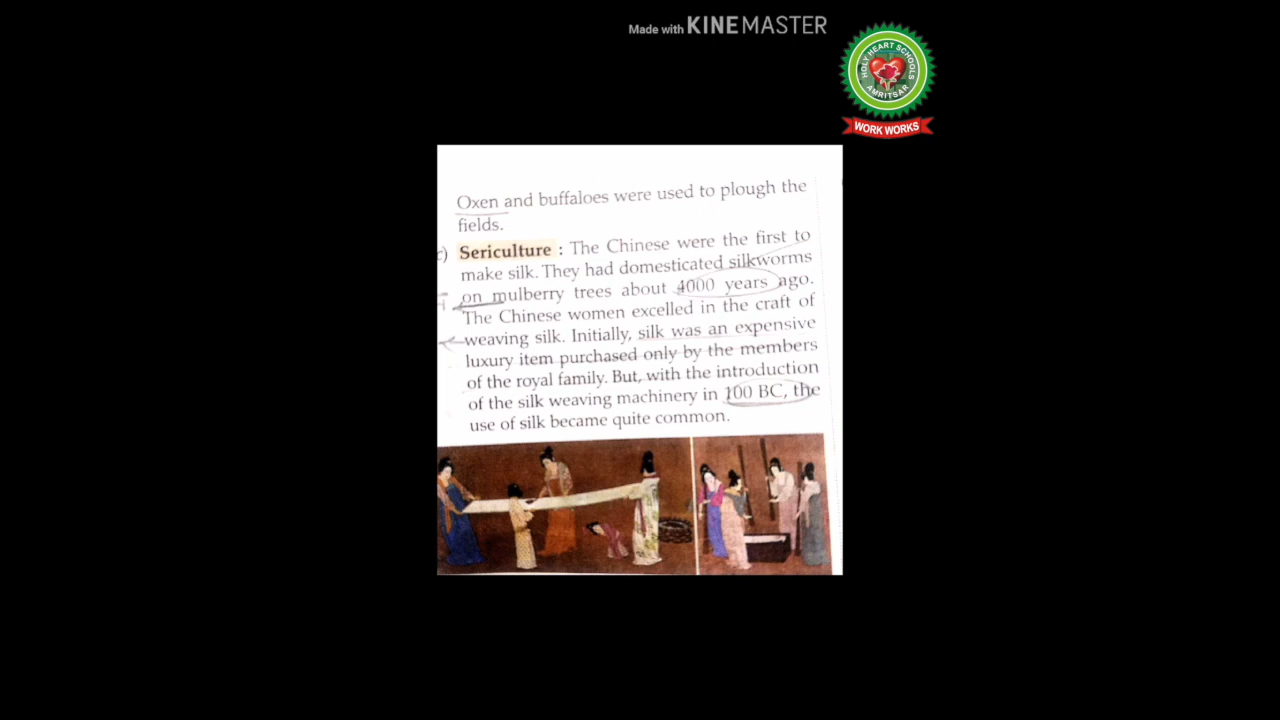 Made with KINEMASTER
HOLY HEART SCHOOLS
AMRITSAR
WORK WORKS
Oxen and buffaloes were used to plough the
fields.
c) Sericulture : The Chinese were the first to
make silk. They had domesticated silkworms
on mulberry trees about 4000 years ago.
The Chinese women excelled in the craft of
weaving silk. Initially, silk was an expensive
luxury item purchased only by the members
of the royal family. But, with the introduction
of the silk weaving machinery in 100 BC, the
use of silk became quite common.